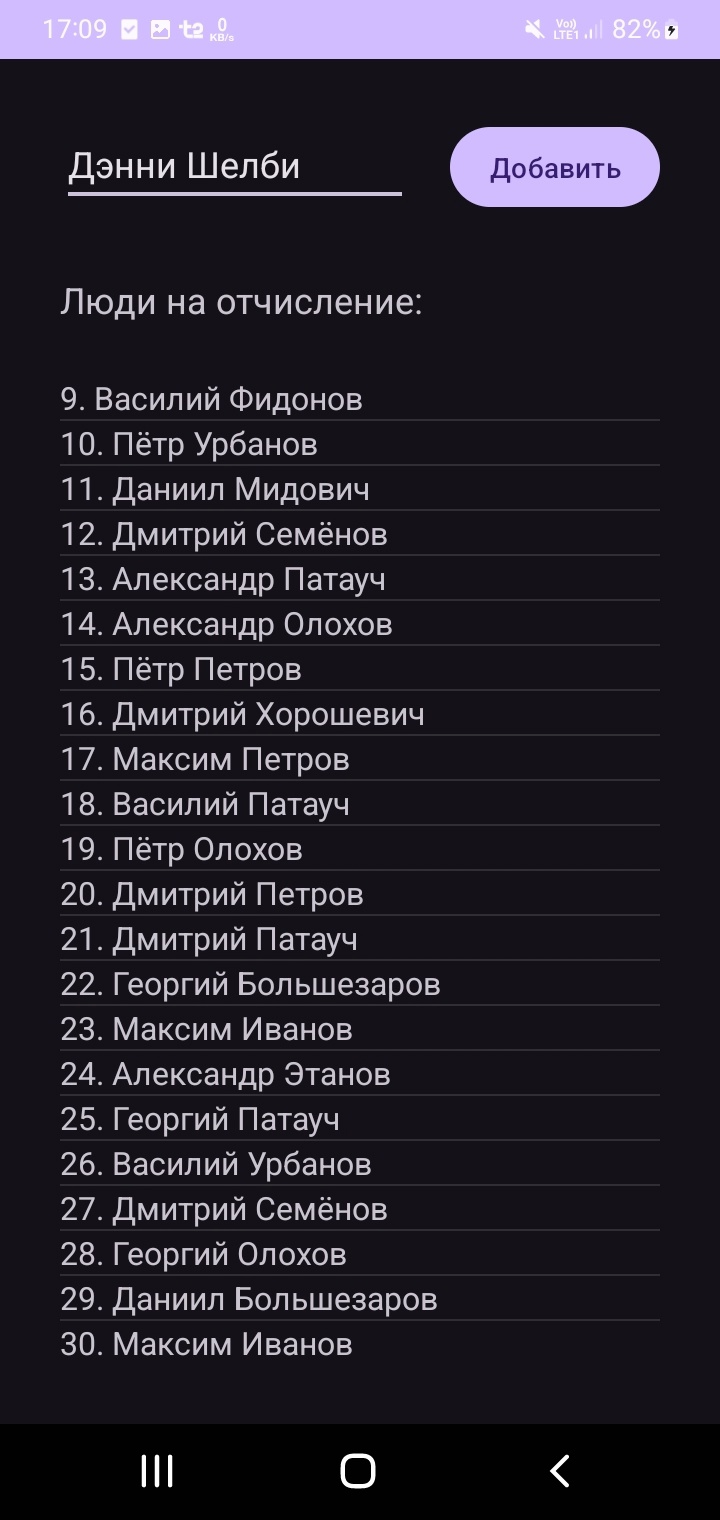 17:09 t2 0 KB/s Vo)) LTE1 82%
Дэнни Шелби
Добавить
Люди на отчисление:
9. Василий Фидонов
10. Пётр Урбанов
11. Даниил Мидович
12. Дмитрий Семёнов
13. Александр Патауч
14. Александр Олохов
15. Пётр Петров
16. Дмитрий Хорошевич
17. Максим Петров
18. Василий Патауч
19. Пётр Олохов
20. Дмитрий Петров
21. Дмитрий Патауч
22. Георгий Большезаров
23. Максим Иванов
24. Александр Этанов
25. Георгий Патауч
26. Василий Урбанов
27. Дмитрий Семёнов
28. Георгий Олохов
29. Даниил Большезаров
30. Максим Иванов